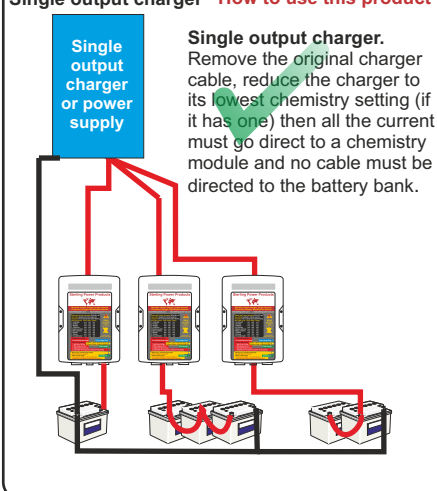 Single output charger How to use this product
Single
output
charger
or power
supply
Single output charger.
Remove the original charger
cable, reduce the charger to
its lowest chemistry setting (if
it has one) then all the current
must go direct to a chemistry
module and no cable must be
directed to the battery bank.
Sterling Power Products
Sterling Power Products
Sterling Power Products